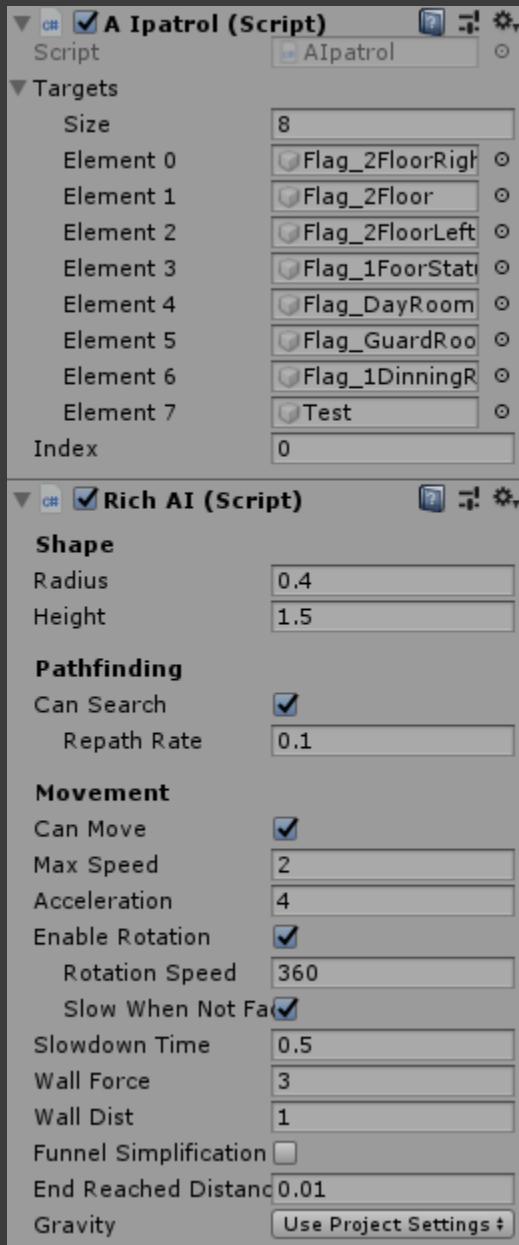 A Ipatrol (Script)
Script AIpatrol
Targets
Size 8
Element 0 Flag_2FloorRigh
Element 1 Flag_2Floor
Element 2 Flag_2FloorLeft
Element 3 Flag_1FoorStatu
Element 4 Flag_DayRoom
Element 5 Flag_GuardRoo
Element 6 Flag_1DinningR
Element 7 Test
Index 0
Rich AI (Script)
Shape
Radius 0.4
Height 1.5
Pathfinding
Can Search
Repath Rate 0.1
Movement
Can Move
Max Speed 2
Acceleration 4
Enable Rotation
Rotation Speed 360
Slow When Not Fac
Slowdown Time 0.5
Wall Force 3
Wall Dist 1
Funnel Simplification
End Reached Distanc 0.01
Gravity Use Project Settings